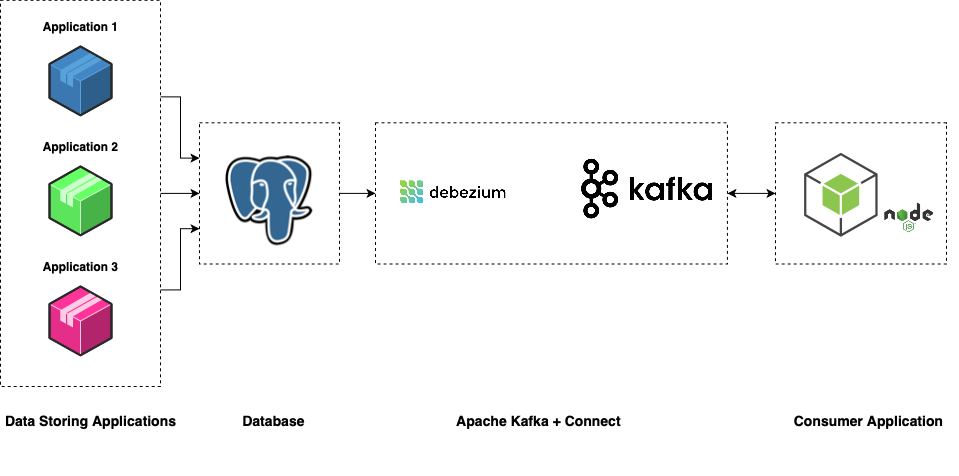 Application 1
Application 2
Application 3
debezium
kafka
node
JS
Data Storing Applications
Database
Apache Kafka + Connect
Consumer Application